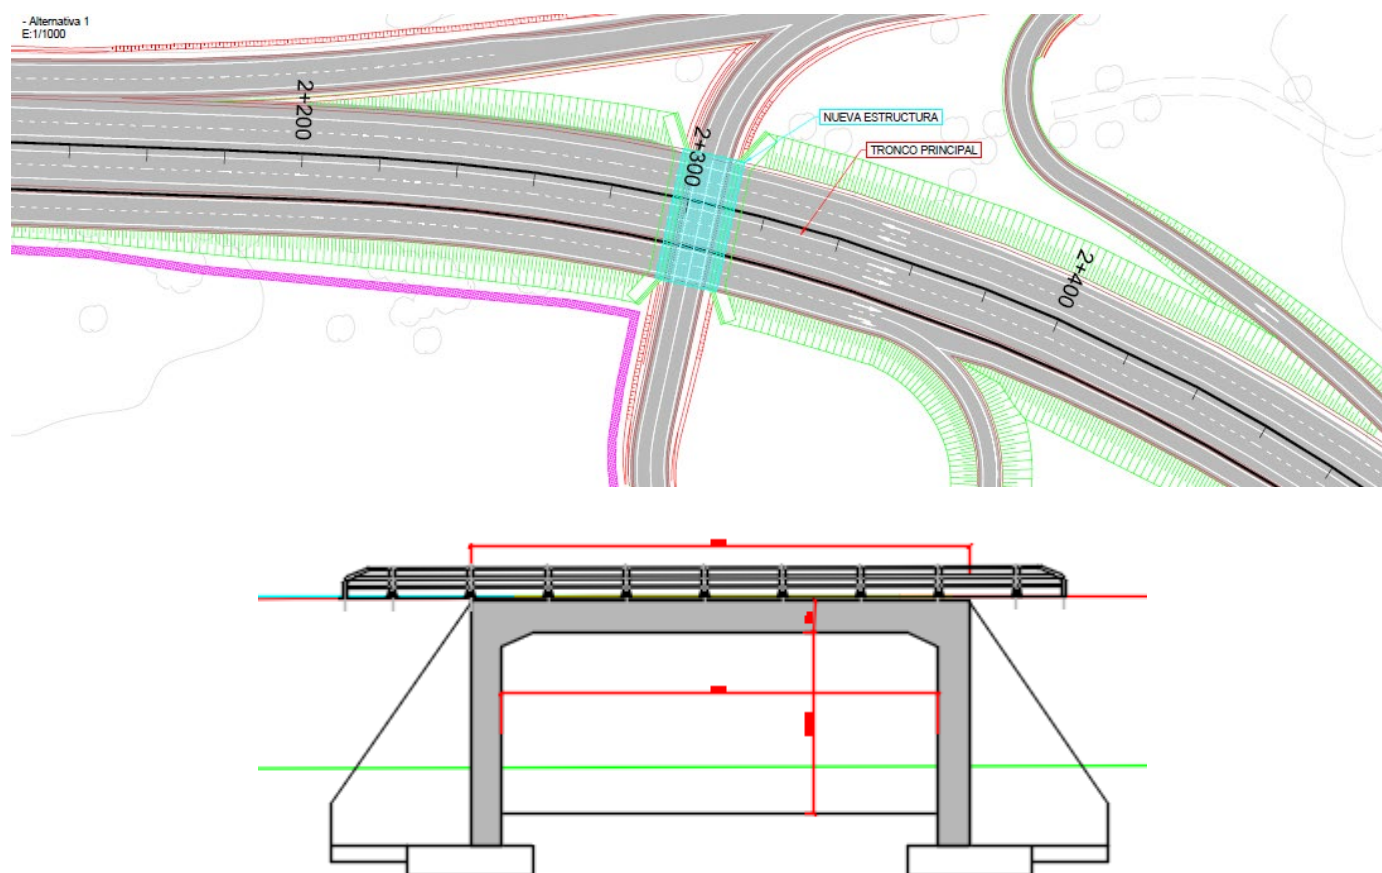 - Alternativa 1
E:1/1000
2+200
2+300
NUEVA ESTRUCTURA
TRONCO PRINCIPAL
2+400